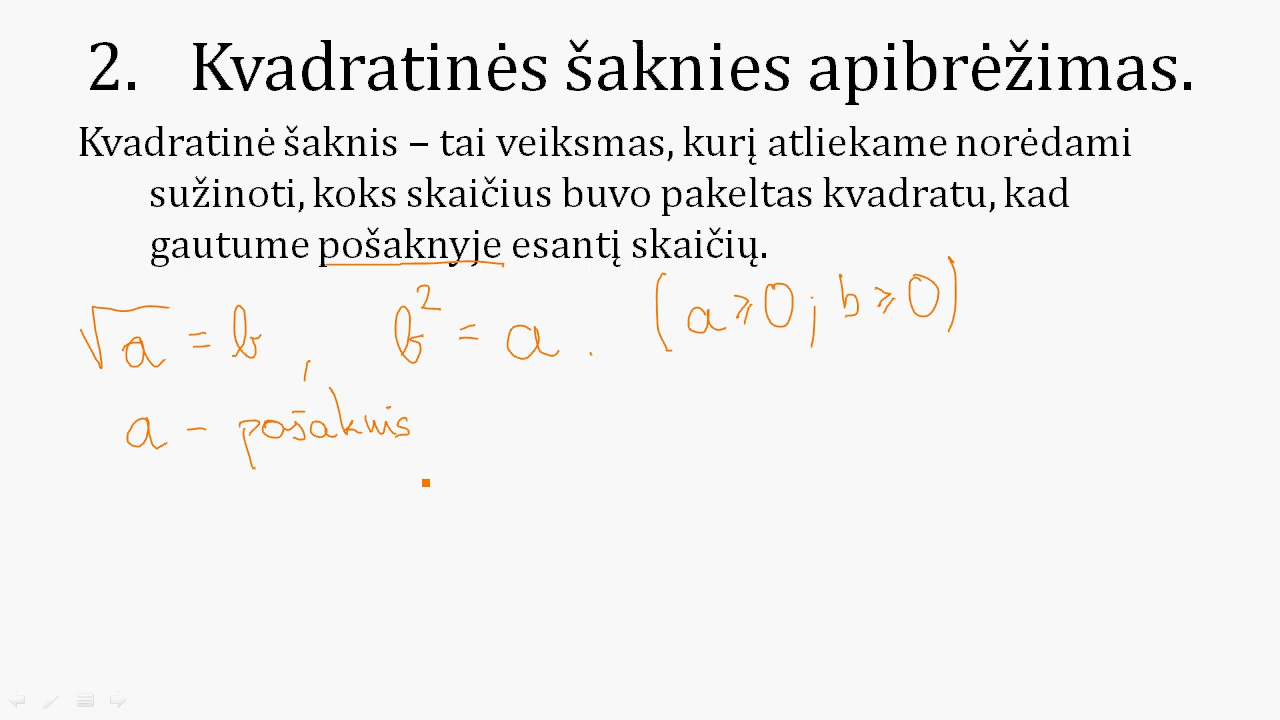 2. Kvadratinės šaknies apibrėžimas.
Kvadratinė šaknis – tai veiksmas, kurį atliekame norėdami
sužinoti, koks skaičius buvo pakeltas kvadratu, kad
gautume pošaknyje esantį skaičių.
√a = b, b² = a. (a ⩾ 0; b ⩾ 0)
a – pošaknis